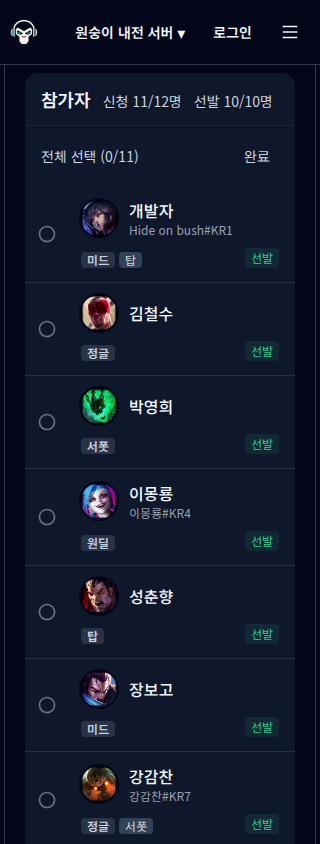 원숭이 내전 서버 ▾ 로그인
참가자 신청 11/12명 선발 10/10명
전체 선택 (0/11) 완료
개발자
Hide on bush#KR1
미드 탑 선발
김철수
정글 선발
박영희
서폿 선발
이몽룡
이몽룡#KR4
원딜 선발
성춘향
탑 선발
장보고
미드 선발
강감찬
강감찬#KR7
정글 서폿 선발